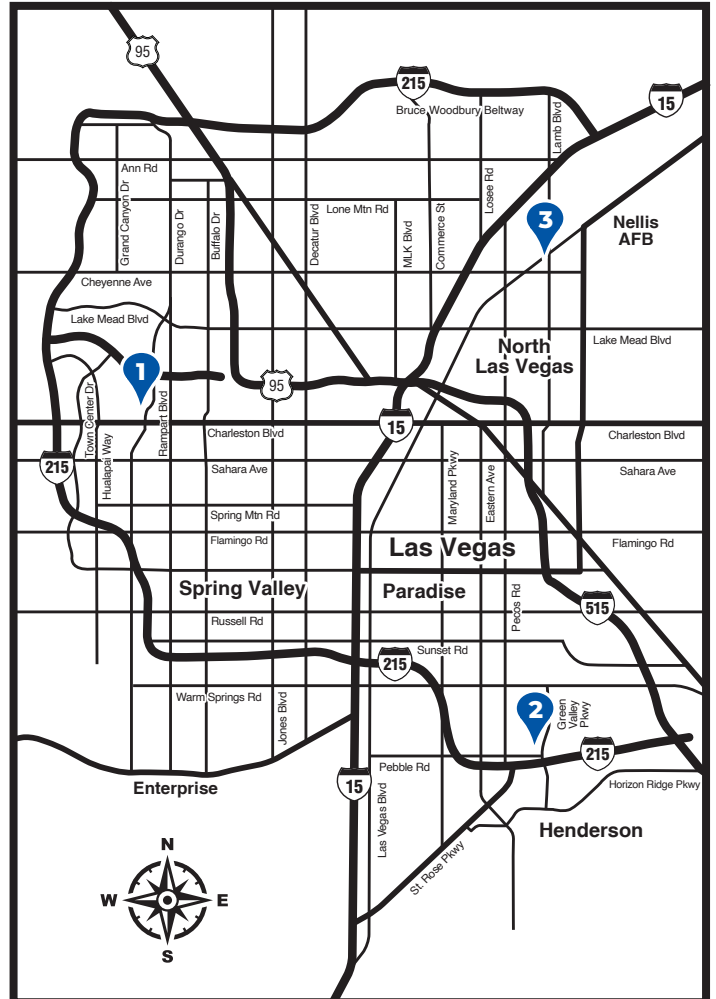 95
215
15
Bruce Woodbury Beltway
Lamb Blvd
Ann Rd
Grand Canyon Dr
Durango Dr
Buffalo Dr
Decatur Blvd
Lone Mtn Rd
MLK Blvd
Commerce St
Losee Rd
3
Nellis
AFB
Cheyenne Ave
Lake Mead Blvd
North
Las Vegas
Lake Mead Blvd
1
95
Town Center Dr
Hualapai Way
Rampart Blvd
15
Charleston Blvd
Charleston Blvd
215
Sahara Ave
Sahara Ave
Maryland Pkwy
Eastern Ave
Spring Mtn Rd
Flamingo Rd
Las Vegas
Flamingo Rd
Spring Valley
Paradise
Pecos Rd
515
Russell Rd
Sunset Rd
215
Warm Springs Rd
Jones Blvd
2
Green
Valley
Pkwy
215
Pebble Rd
15
Las Vegas Blvd
Horizon Ridge Pkwy
Enterprise
Henderson
St. Rose Pkwy
N
W
E
S